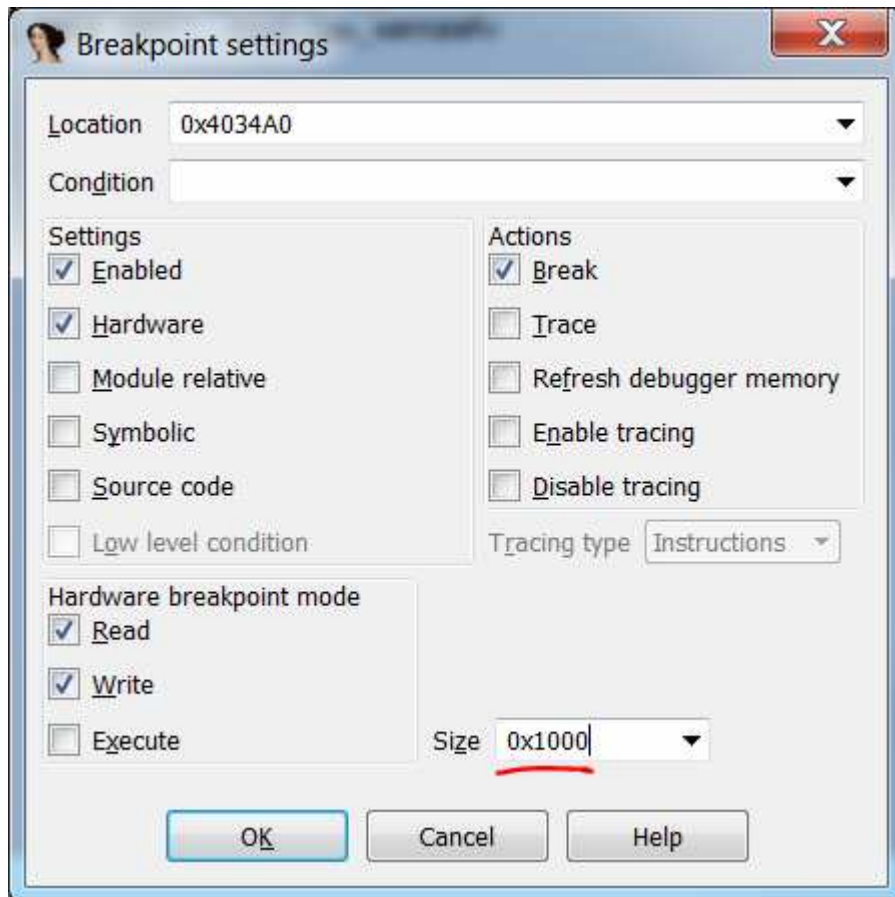 Breakpoint settings
Location 0x4034A0
Condition
Settings
Enabled
Hardware
Module relative
Symbolic
Source code
Low level condition
Actions
Break
Trace
Refresh debugger memory
Enable tracing
Disable tracing
Tracing type Instructions
Hardware breakpoint mode
Read
Write
Execute
Size 0x1000
OK Cancel Help